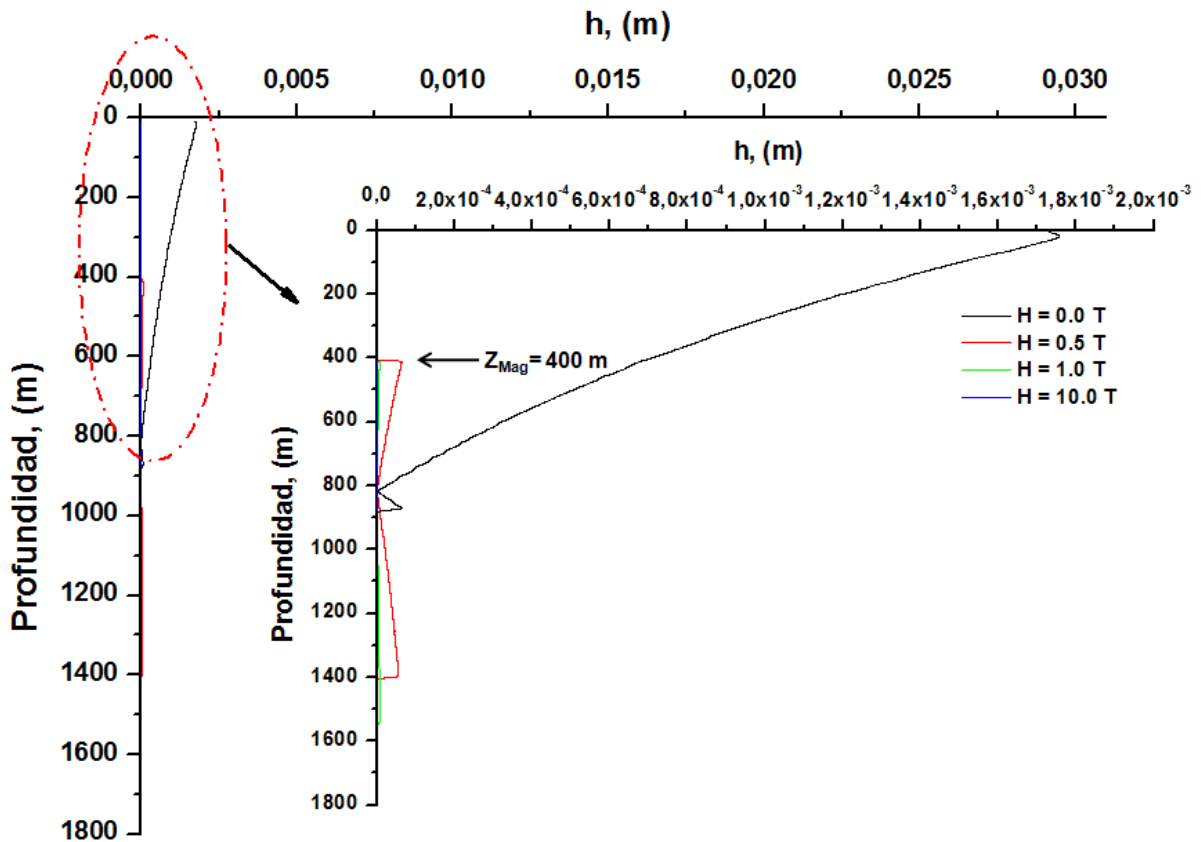 h, (m)
0,000 0,005 0,010 0,015 0,020 0,025 0,030
0
200
400
600
800
1000
1200
1400
1600
1800
Profundidad, (m)
h, (m)
0,0 2,0x10⁻⁴ 4,0x10⁻⁴ 6,0x10⁻⁴ 8,0x10⁻⁴ 1,0x10⁻³ 1,2x10⁻³ 1,4x10⁻³ 1,6x10⁻³ 1,8x10⁻³ 2,0x10⁻³
0
200
400
600
800
1000
1200
1400
1600
1800
Profundidad, (m)
Z_Mag = 400 m
H = 0.0 T
H = 0.5 T
H = 1.0 T
H = 10.0 T